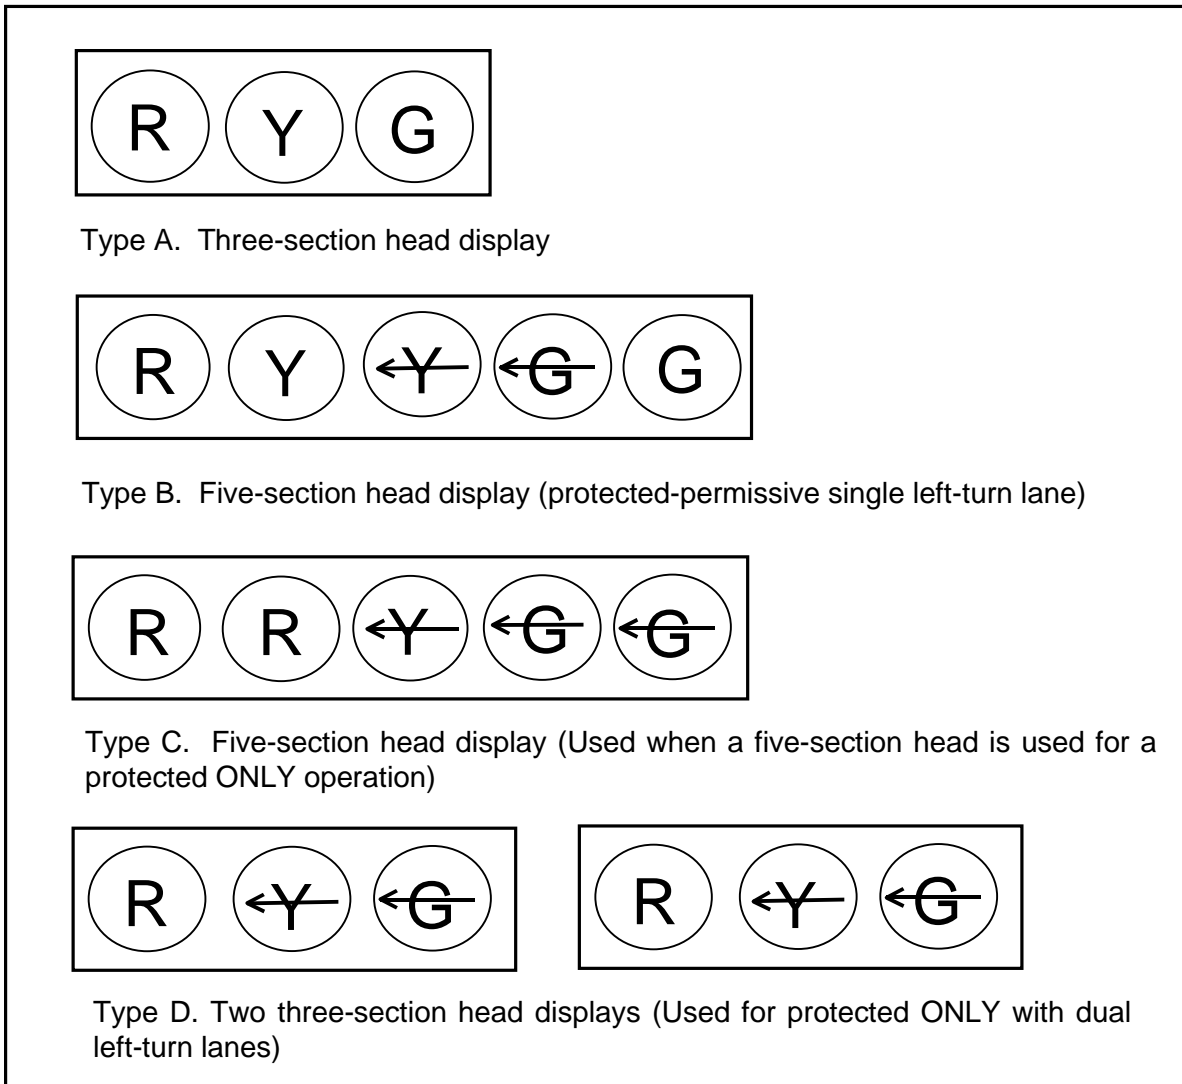 R Y G
Type A. Three-section head display
R Y Y G G
Type B. Five-section head display (protected-permissive single left-turn lane)
R R Y G G
Type C. Five-section head display (Used when a five-section head is used for a
protected ONLY operation)
R Y G R Y G
Type D. Two three-section head displays (Used for protected ONLY with dual
left-turn lanes)